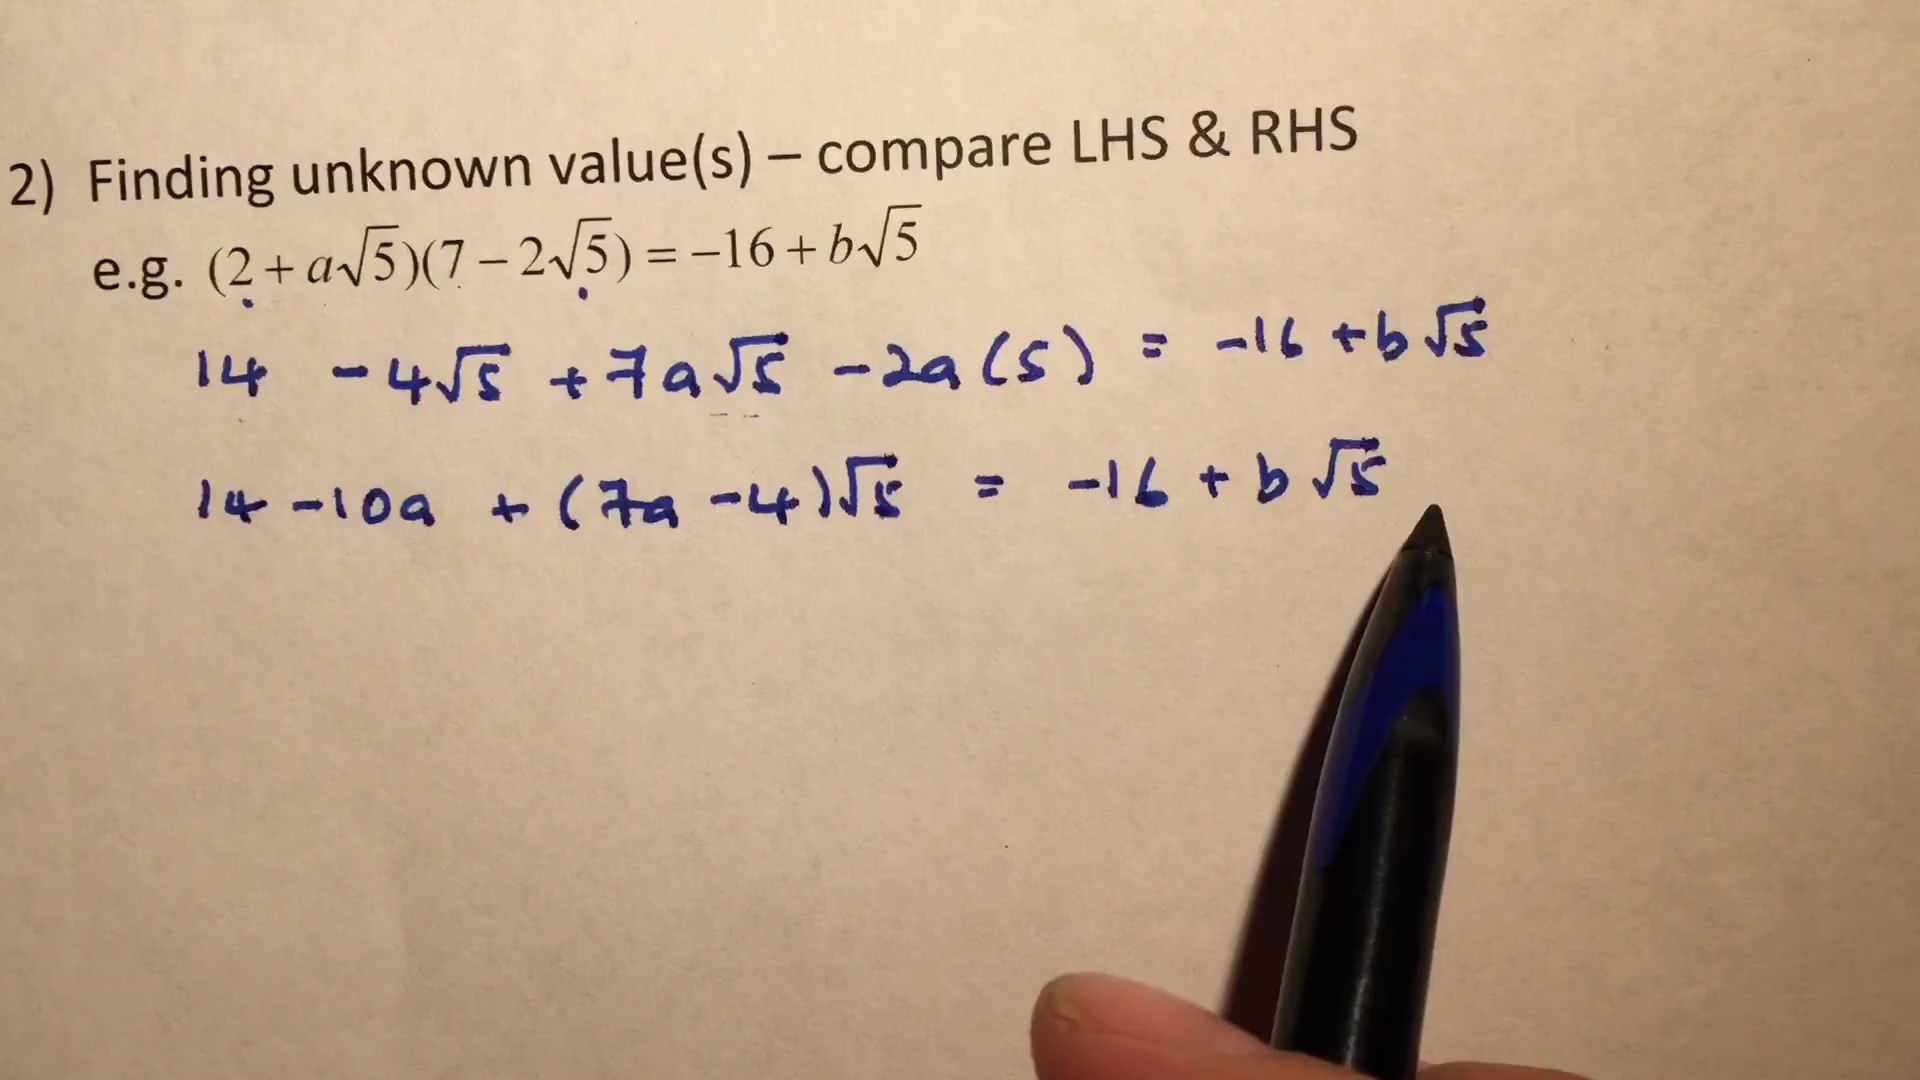 2) Finding unknown value(s) – compare LHS & RHS
e.g. (2 + a√5)(7 – 2√5) = –16 + b√5
14 - 4√5 + 7a√5 - 2a(5) = -16 + b√5
14 - 10a + (7a - 4)√5 = -16 + b√5